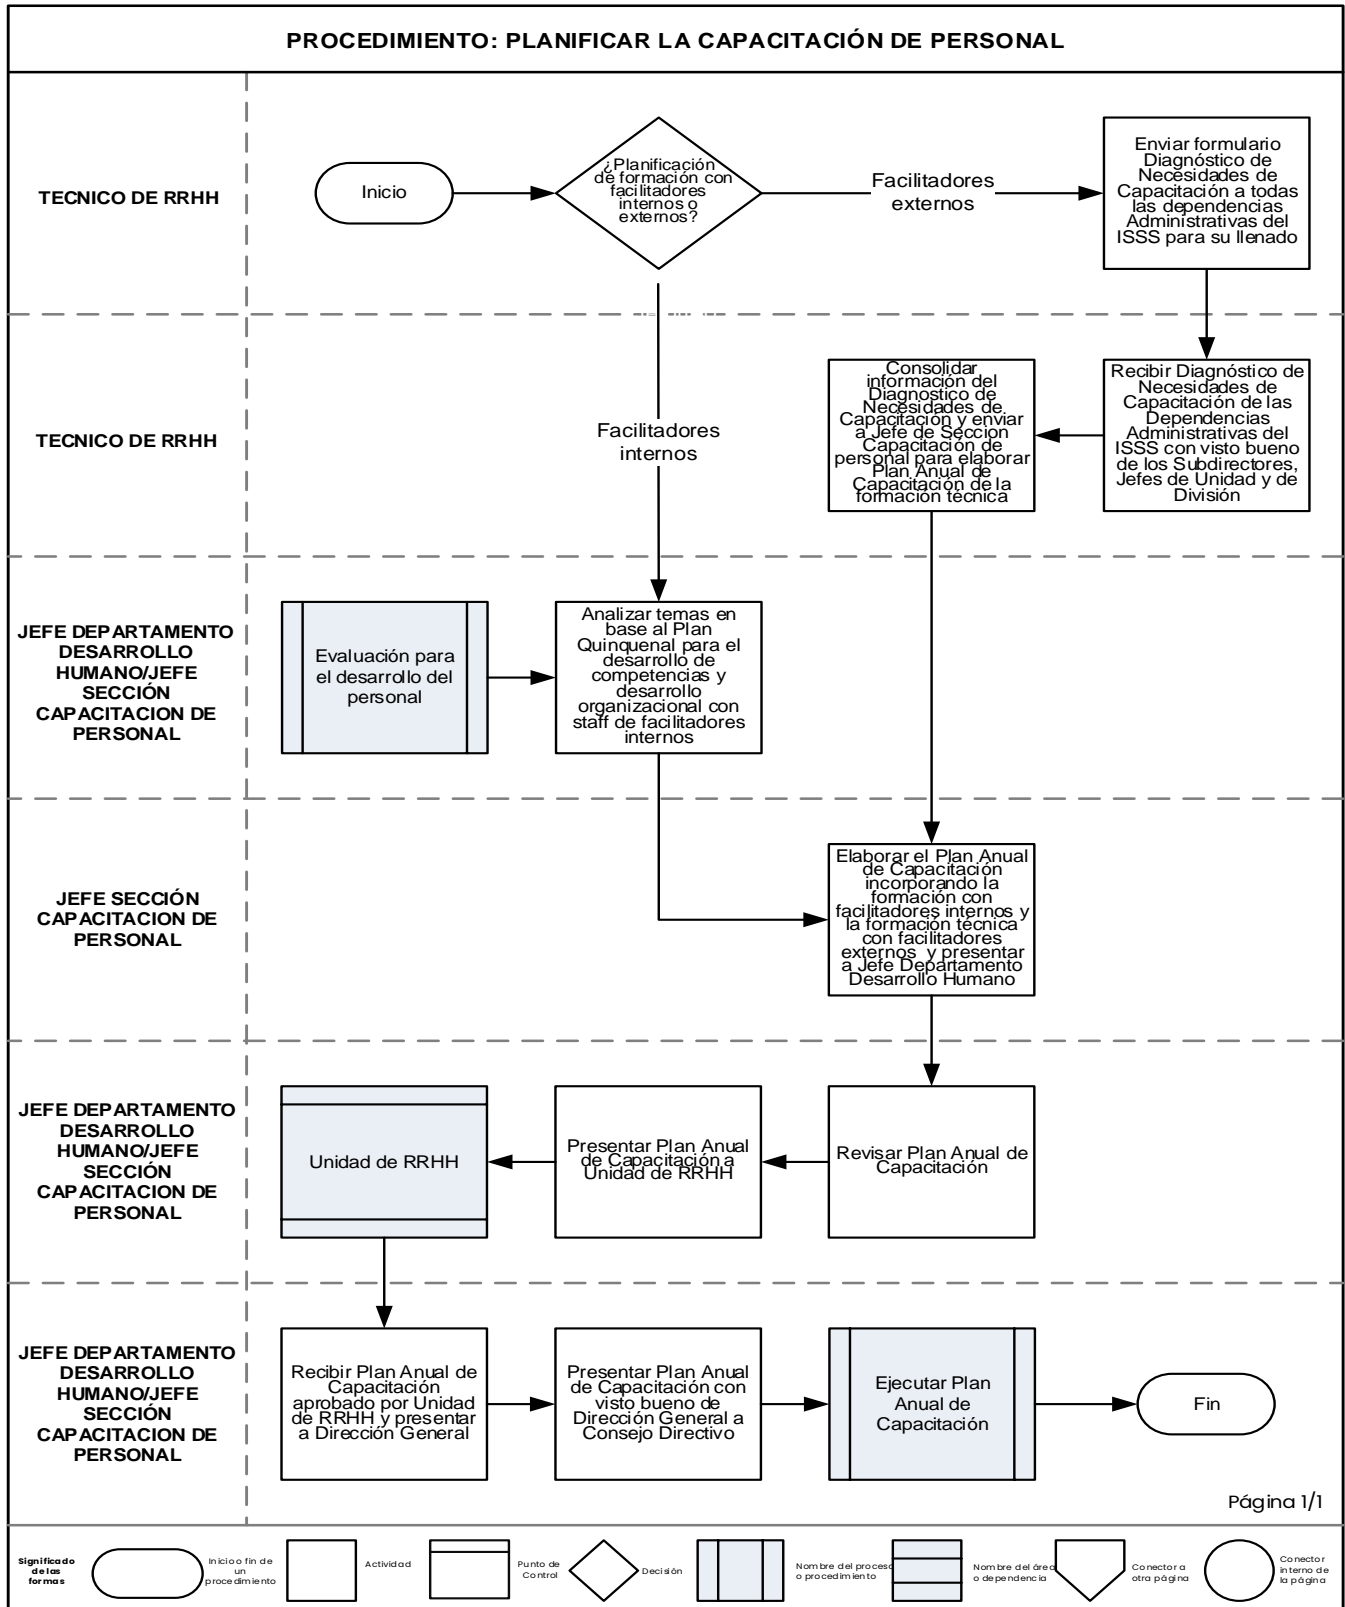 PROCEDIMIENTO: PLANIFICAR LA CAPACITACIÓN DE PERSONAL
TECNICO DE RRHH
Inicio
¿Planificación
de formación con
facilitadores
internos o
externos?
Facilitadores
externos
Enviar formulario
Diagnóstico de
Necesidades de
Capacitación a todas
las dependencias
Administrativas del
ISSS para su llenado
TECNICO DE RRHH
Facilitadores
internos
Consolidar
información del
Diagnostico de
Necesidades de
Capacitación y enviar
a Jefe de Seccion
Capacitación de
personal para elaborar
Plan Anual de
Capacitación de la
formación técnica
Recibir Diagnóstico de
Necesidades de
Capacitación de las
Dependencias
Administrativas del
ISSS con visto bueno
de los Subdirectores,
Jefes de Unidad y de
División
JEFE DEPARTAMENTO
DESARROLLO
HUMANO/JEFE
SECCIÓN
CAPACITACION DE
PERSONAL
Evaluación para
el desarrollo del
personal
Analizar temas en
base al Plan
Quinquenal para el
desarrollo de
competencias y
desarrollo
organizacional con
staff de facilitadores
internos
JEFE SECCIÓN
CAPACITACION DE
PERSONAL
Elaborar el Plan Anual
de Capacitación
incorporando la
formación con
facilitadores internos y
la formación técnica
con facilitadores
externos y presentar
a Jefe Departamento
Desarrollo Humano
JEFE DEPARTAMENTO
DESARROLLO
HUMANO/JEFE
SECCIÓN
CAPACITACION DE
PERSONAL
Unidad de RRHH
Presentar Plan Anual
de Capacitación a
Unidad de RRHH
Revisar Plan Anual de
Capacitación
JEFE DEPARTAMENTO
DESARROLLO
HUMANO/JEFE
SECCIÓN
CAPACITACION DE
PERSONAL
Recibir Plan Anual de
Capacitación
aprobado por Unidad
de RRHH y presentar
a Dirección General
Presentar Plan Anual
de Capacitación con
visto bueno de
Dirección General a
Consejo Directivo
Ejecutar Plan
Anual de
Capacitación
Fin
Página 1/1
Significado
de las
formas
Inicio o fin de
un
procedimiento
Actividad
Punto de
Control
Decisión
Nombre del proceso
o procedimiento
Nombre del área
o dependencia
Conector a
otra página
Conector
interno de
la página